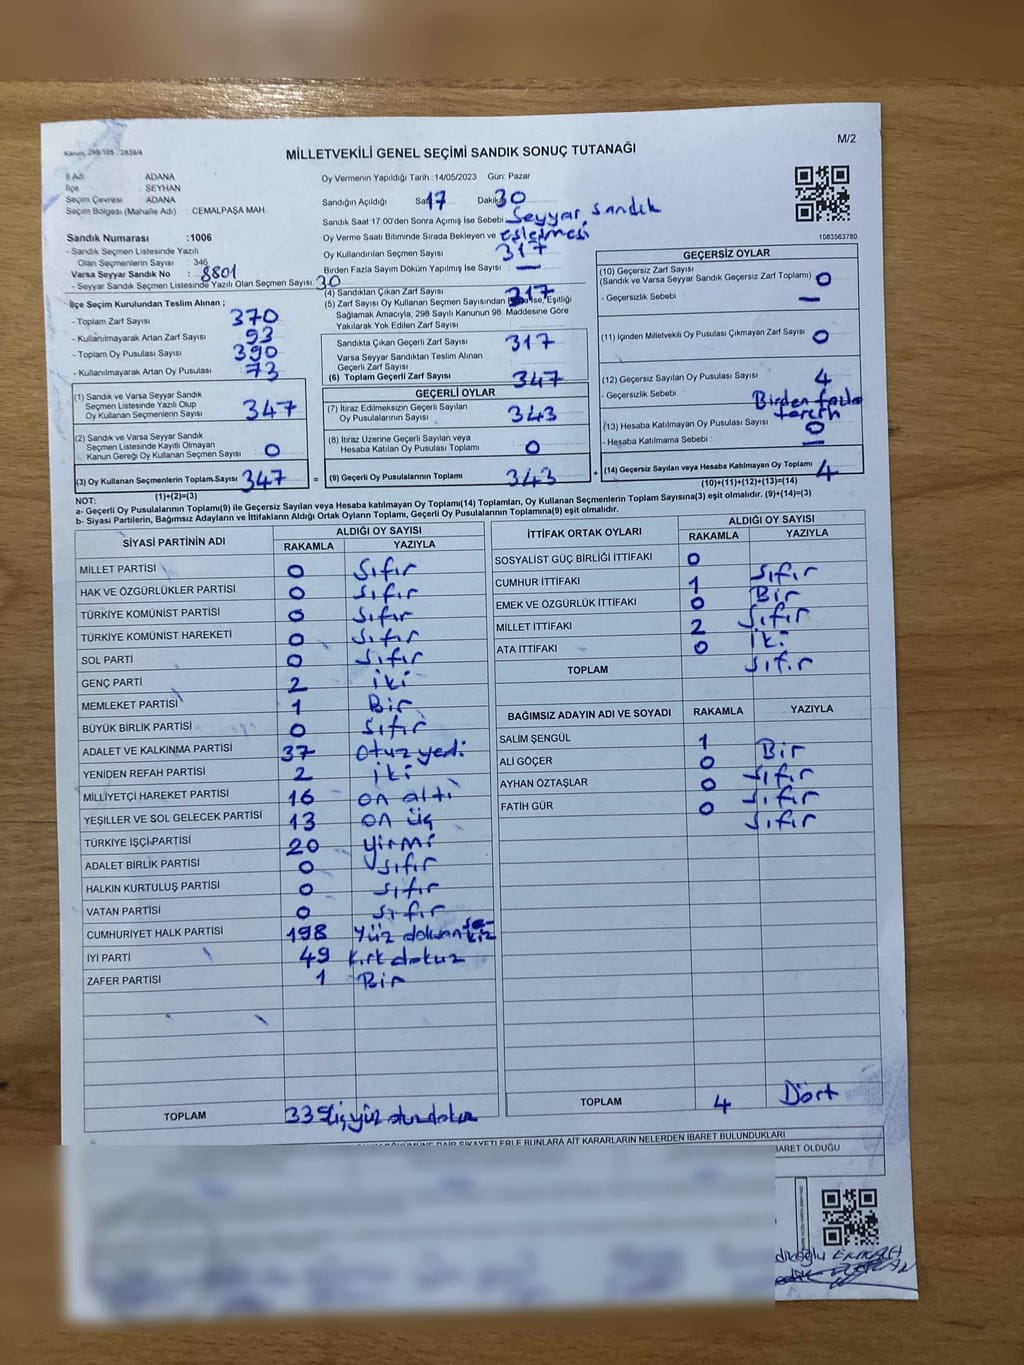 M/2
Kanun, 298/105 , 2839/4
MİLLETVEKİLİ GENEL SEÇİMİ SANDIK SONUÇ TUTANAĞI
İl Adı : ADANA
İlçe : SEYHAN
Seçim Çevresi : ADANA
Seçim Bölgesi (Mahalle Adı) : CEMALPAŞA MAH.
Sandık Numarası :1006
- Sandık Seçmen Listesinde Yazılı
Olan Seçmenlerin Sayısı : 346
Varsa Seyyar Sandık No : 8801
- Seyyar Sandık Seçmen Listesinde Yazılı Olan Seçmen Sayısı: 30
İlçe Seçim Kurulundan Teslim Alınan ;
- Toplam Zarf Sayısı 370
- Kullanılmayarak Artan Zarf Sayısı 53
- Toplam Oy Pusulası Sayısı 390
- Kullanılmayarak Artan Oy Pusulası 73
(1) Sandık ve Varsa Seyyar Sandık
Seçmen Listesinde Yazılı Olup
Oy Kullanan Seçmenlerin Sayısı 347
(2) Sandık ve Varsa Seyyar Sandık
Seçmen Listesinde Kayıtlı Olmayan
Kanun Gereği Oy Kullanan Seçmen Sayısı 0
(3) Oy Kullanan Seçmenlerin Toplam Sayısı 347 =
(1)+(2)=(3)
Oy Vermenin Yapıldığı Tarih :14/05/2023 Gün: Pazar
Sandığın Açıldığı Saat 17 Dakika 30
Sandık Saat 17.00'den Sonra Açımış İse Sebebi Seyyar sandık
Oy Verme Saati Bitiminde Sırada Bekleyen ve eşleşmesi
Oy Kullandırılan Seçmen Sayısı 317
Birden Fazla Sayım Döküm Yapılmış İse Sayısı —
(4) Sandıktan Çıkan Zarf Sayısı 317
(5) Zarf Sayısı Oy Kullanan Seçmen Sayısından Fazla İse, Eşitliği
Sağlamak Amacıyla, 298 Sayılı Kanunun 98. Maddesine Göre
Yakılarak Yok Edilen Zarf Sayısı
Sandıkta Çıkan Geçerli Zarf Sayısı 317
Varsa Seyyar Sandıktan Teslim Alınan
Geçerli Zarf Sayısı
(6) Toplam Geçerli Zarf Sayısı 347
GEÇERLİ OYLAR
(7) İtiraz Edilmeksizin Geçerli Sayılan
Oy Pusulalarının Sayısı 343
(8) İtiraz Üzerine Geçerli Sayılan veya
Hesaba Katılan Oy Pusulası Toplamı 0
(9) Geçerli Oy Pusulalarının Toplamı 343 +
1083563780
GEÇERSİZ OYLAR
(10) Geçersiz Zarf Sayısı
(Sandık ve Varsa Seyyar Sandık Geçersiz Zarf Toplamı) 0
- Geçersizlik Sebebi —
(11) İçinden Milletvekili Oy Pusulası Çıkmayan Zarf Sayısı 0
(12) Geçersiz Sayılan Oy Pusulası Sayısı 4
- Geçersizlik Sebebi : Birden fazla
tercih
(13) Hesaba Katılmayan Oy Pusulası Sayısı 0
- Hesaba Katılmama Sebebi : —
(14) Geçersiz Sayılan veya Hesaba Katılmayan Oy Pusulası Toplamı 4
(10)+(11)+(12)+(13)=(14)
NOT:
a- Geçerli Oy Pusulalarının Toplamı(9) ile Geçersiz Sayılan veya Hesaba katılmayan Oy Toplamı(14) Toplamları, Oy Kullanan Seçmenlerin Toplam Sayısına(3) eşit olmalıdır. (9)+(14)=(3)
b- Siyasi Partilerin, Bağımsız Adayların ve İttifakların Aldığı Ortak Oyların Toplamı, Geçerli Oy Pusulalarının Toplamına(9) eşit olmalıdır.
SİYASİ PARTİNİN ADI ALDIĞI OY SAYISI
RAKAMLA YAZIYLA
MİLLET PARTİSİ 0 Sıfır
HAK VE ÖZGÜRLÜKLER PARTİSİ 0 Sıfır
TÜRKİYE KOMÜNİST PARTİSİ 0 Sıfır
TÜRKİYE KOMÜNİST HAREKETİ 0 Sıfır
SOL PARTİ 0 Sıfır
GENÇ PARTİ 2 iki
MEMLEKET PARTİSİ 1 Bir
BÜYÜK BİRLİK PARTİSİ 0 Sıfır
ADALET VE KALKINMA PARTİSİ 37 otuz yedi
YENİDEN REFAH PARTİSİ 2 iki
MİLLİYETÇİ HAREKET PARTİSİ 16 on altı
YEŞİLLER VE SOL GELECEK PARTİSİ 13 on üç
TÜRKİYE İŞÇİ PARTİSİ 20 yirmi
ADALET BİRLİK PARTİSİ 0 sıfır
HALKIN KURTULUŞ PARTİSİ 0 sıfır
VATAN PARTİSİ 0 sıfır
CUMHURİYET HALK PARTİSİ 198 Yüz doksan sekiz
İYİ PARTİ 49 kırk dokuz
ZAFER PARTİSİ 1 Bir
TOPLAM 339 üç yüz otuz dokuz
İTTİFAK ORTAK OYLARI ALDIĞI OY SAYISI
RAKAMLA YAZIYLA
SOSYALİST GÜÇ BİRLİĞİ İTTİFAKI 0 Sıfır
CUMHUR İTTİFAKI 1 Bir
EMEK VE ÖZGÜRLÜK İTTİFAKI 0 Sıfır
MİLLET İTTİFAKI 2 iki
ATA İTTİFAKI 0 Sıfır
TOPLAM
BAĞIMSIZ ADAYIN ADI VE SOYADI RAKAMLA YAZIYLA
SALİM ŞENGÜL 1 Bir
ALİ GÖÇER 0 Sıfır
AYHAN ÖZTAŞLAR 0 Sıfır
FATİH GÜR 0 Sıfır
TOPLAM 4 Dört
DAİR ŞİKAYETLERLE BUNLARA AİT KARARLARIN NELERDEN İBARET BULUNDUKLARI
İBARET OLDUĞU